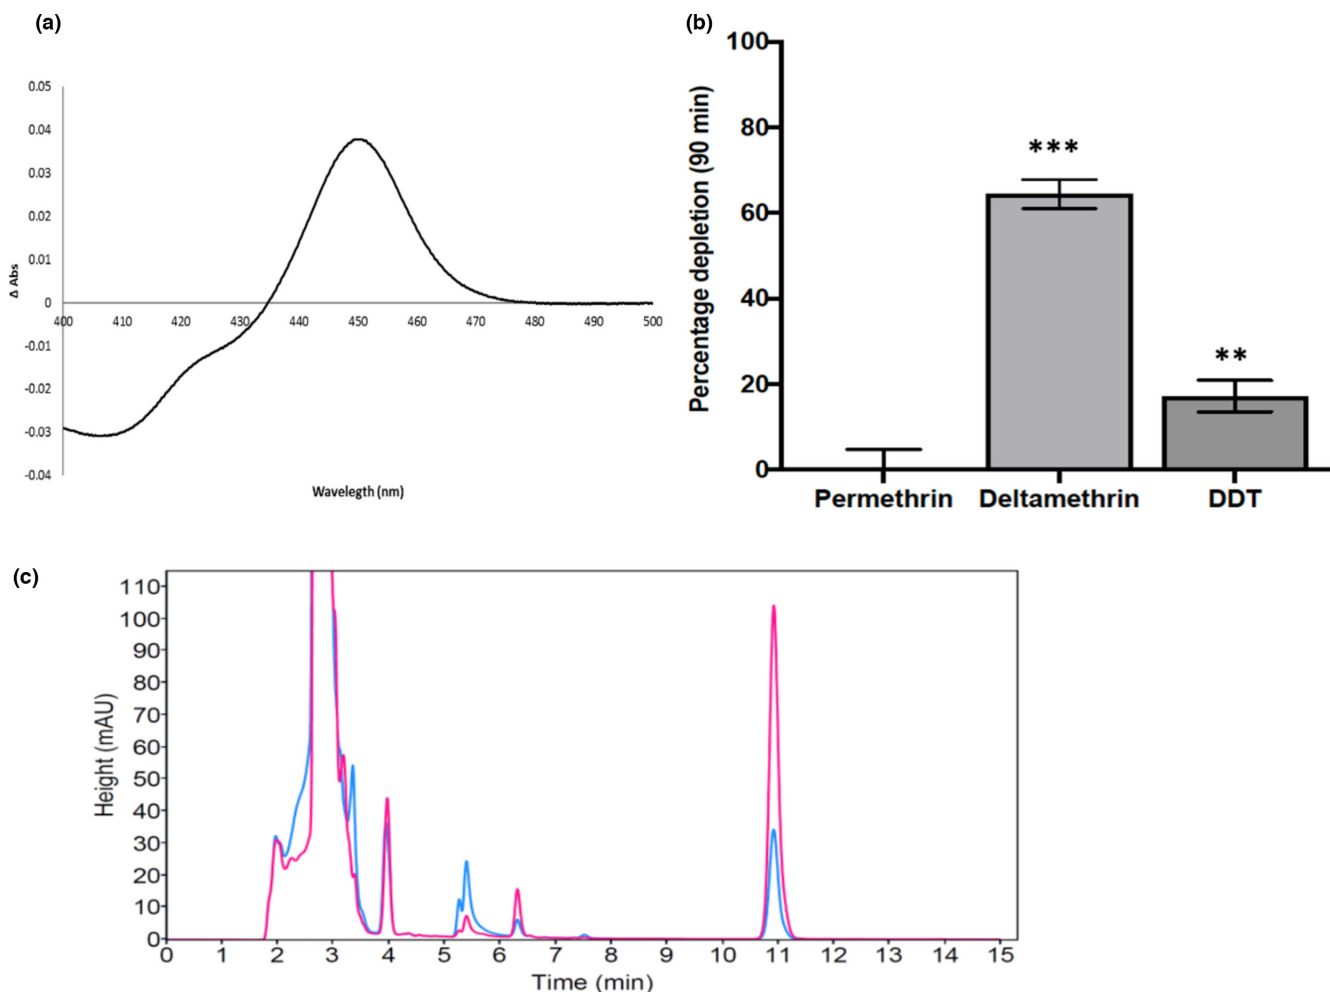 (a)
0.05
0.04
0.03
0.02
0.01
0
-0.01
-0.02
-0.03
-0.04
Δ Abs
400 410 420 430 440 450 460 470 480 490 500
Wavelegth (nm)
(b)
100
80
60
40
20
0
Percentage depletion (90 min)
***
**
Permethrin Deltamethrin DDT
(c)
110
100
90
80
70
60
50
40
30
20
10
0
Height (mAU)
0 1 2 3 4 5 6 7 8 9 10 11 12 13 14 15
Time (min)